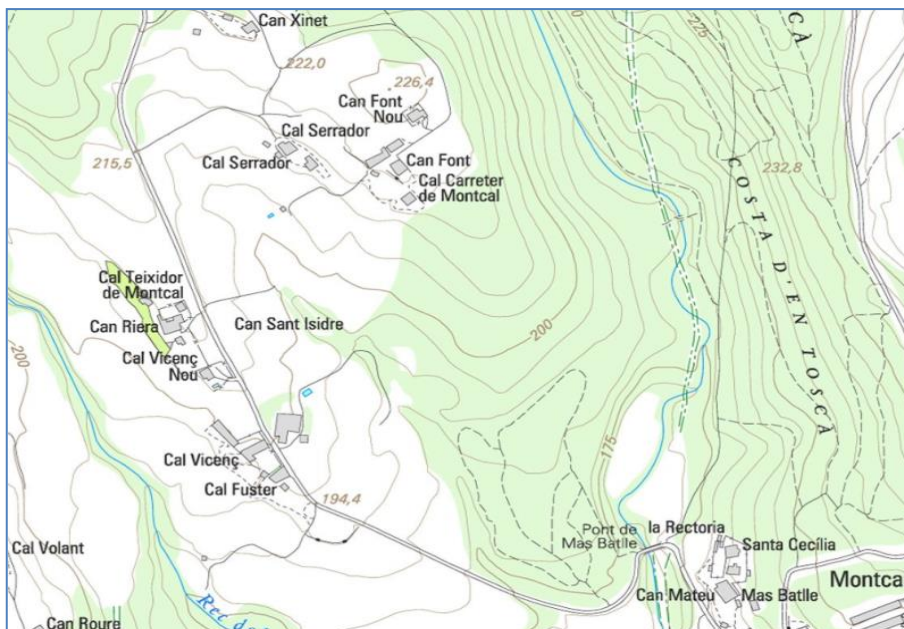 Can Xinet
222,0
226,4
Can Font
Nou
Cal Serrador
Cal Serrador
Can Font
Cal Carreter
de Montcal
215,5
225
CÀ
232,8
COSTA D'EN TOSCÀ
Cal Teixidor
de Montcal
Can Riera
Can Sant Isidre
Cal Vicenç
Nou
200
200
175
Cal Vicenç
Cal Fuster
194,4
Pont de
Mas Batlle
la Rectoria
Santa Cecília
Cal Volant
Can Mateu
Mas Batlle
Montca
Can Roure
Rec de